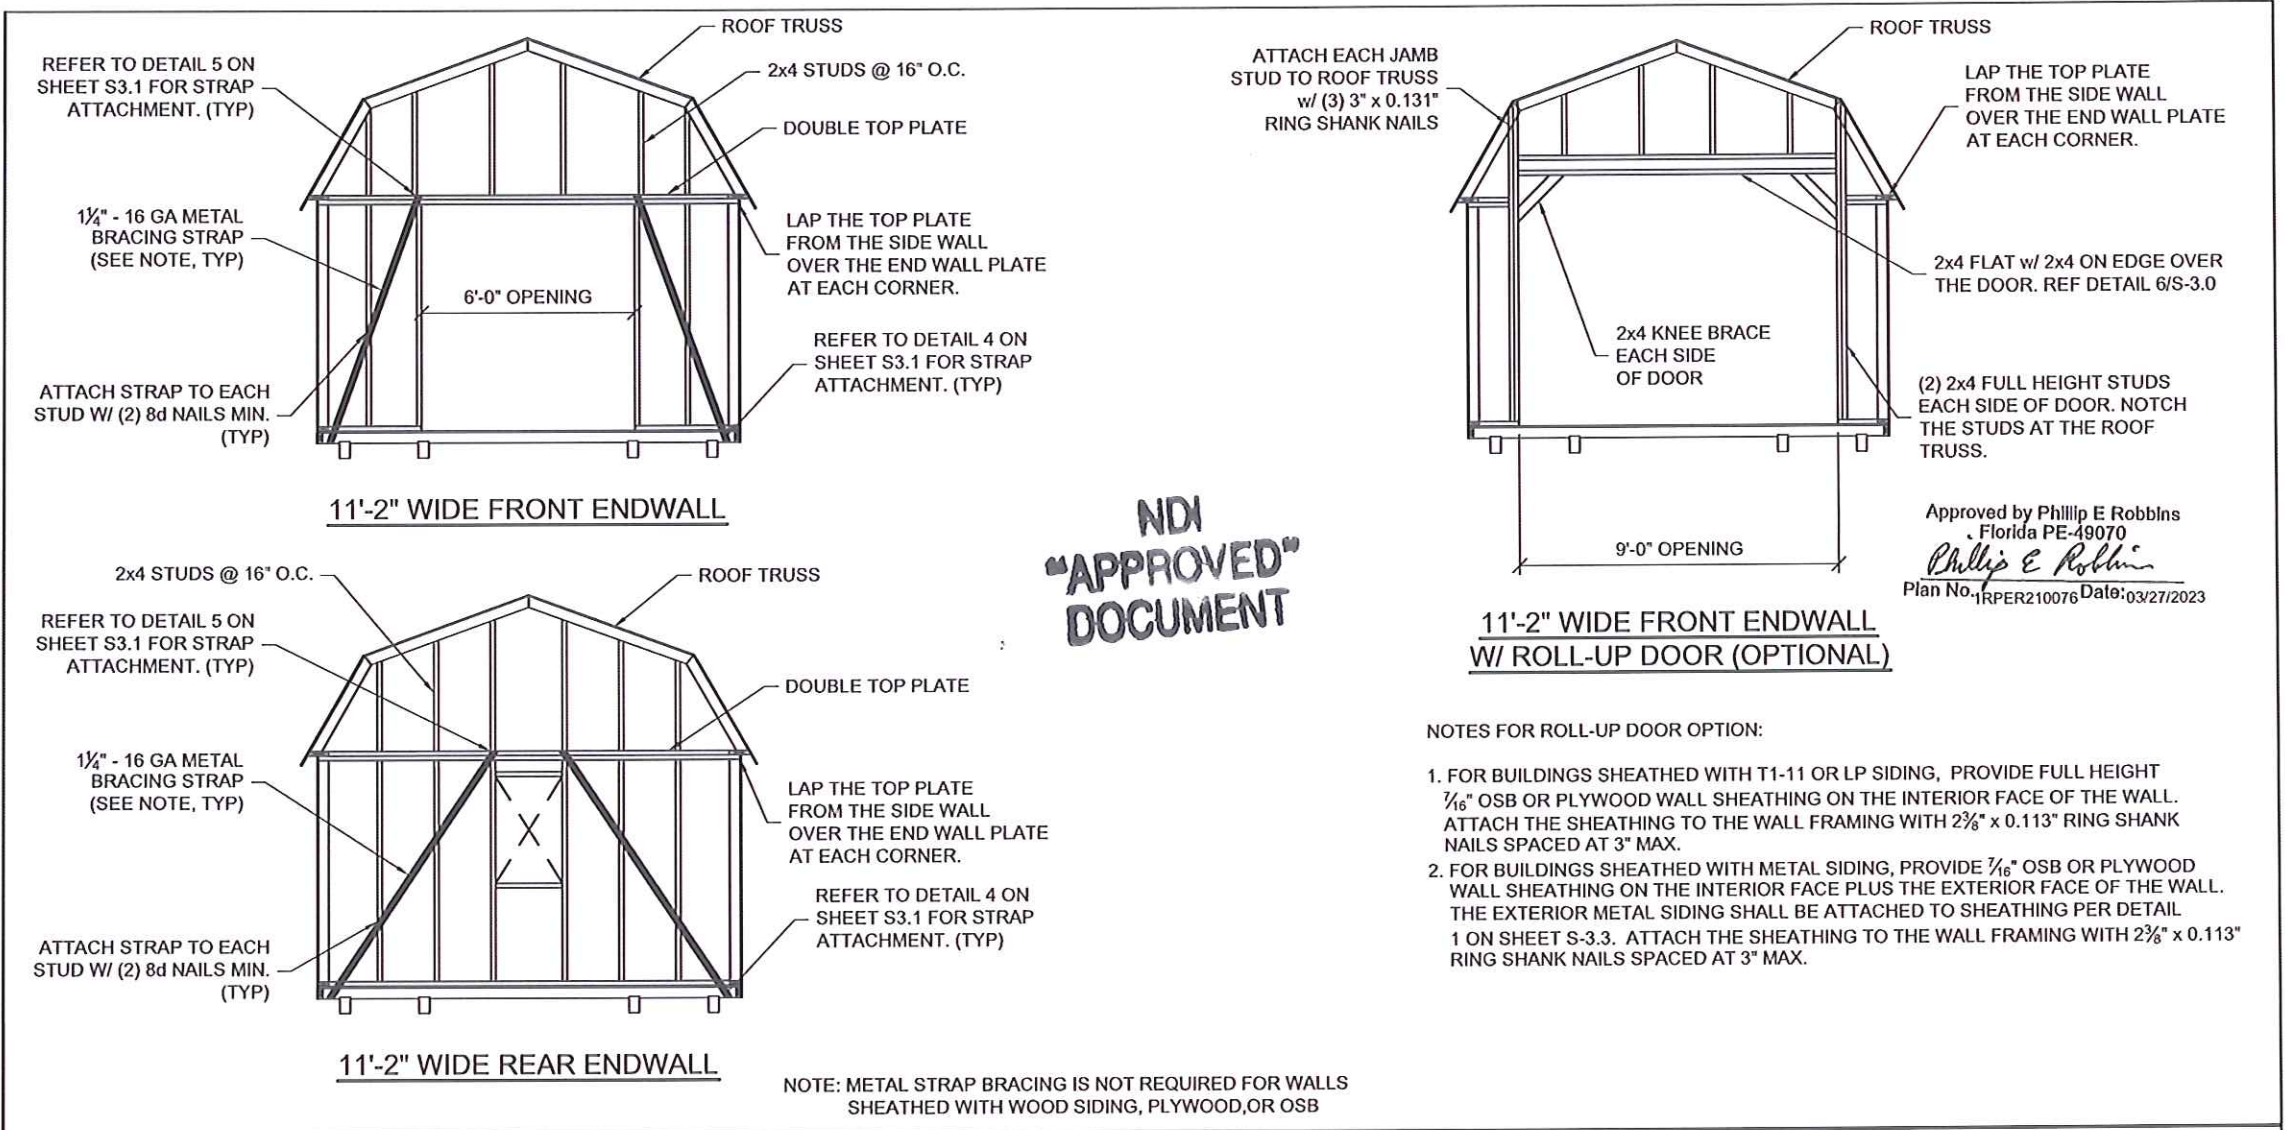 ROOF TRUSS
REFER TO DETAIL 5 ON
SHEET S3.1 FOR STRAP
ATTACHMENT. (TYP)
2x4 STUDS @ 16" O.C.
DOUBLE TOP PLATE
1¼" - 16 GA METAL
BRACING STRAP
(SEE NOTE, TYP)
LAP THE TOP PLATE
FROM THE SIDE WALL
OVER THE END WALL PLATE
AT EACH CORNER.
6'-0" OPENING
REFER TO DETAIL 4 ON
SHEET S3.1 FOR STRAP
ATTACHMENT. (TYP)
ATTACH STRAP TO EACH
STUD W/ (2) 8d NAILS MIN.
(TYP)
11'-2" WIDE FRONT ENDWALL
ATTACH EACH JAMB
STUD TO ROOF TRUSS
w/ (3) 3" x 0.131"
RING SHANK NAILS
ROOF TRUSS
LAP THE TOP PLATE
FROM THE SIDE WALL
OVER THE END WALL PLATE
AT EACH CORNER.
2x4 FLAT w/ 2x4 ON EDGE OVER
THE DOOR. REF DETAIL 6/S-3.0
2x4 KNEE BRACE
EACH SIDE
OF DOOR
(2) 2x4 FULL HEIGHT STUDS
EACH SIDE OF DOOR. NOTCH
THE STUDS AT THE ROOF
TRUSS.
9'-0" OPENING
11'-2" WIDE FRONT ENDWALL
W/ ROLL-UP DOOR (OPTIONAL)
NDI
"APPROVED"
DOCUMENT
Approved by Phillip E Robbins
Florida PE-49070
Phillip E Robbins
Plan No. 1RPER210076 Date: 03/27/2023
2x4 STUDS @ 16" O.C.
ROOF TRUSS
REFER TO DETAIL 5 ON
SHEET S3.1 FOR STRAP
ATTACHMENT. (TYP)
DOUBLE TOP PLATE
1¼" - 16 GA METAL
BRACING STRAP
(SEE NOTE, TYP)
LAP THE TOP PLATE
FROM THE SIDE WALL
OVER THE END WALL PLATE
AT EACH CORNER.
REFER TO DETAIL 4 ON
SHEET S3.1 FOR STRAP
ATTACHMENT. (TYP)
ATTACH STRAP TO EACH
STUD W/ (2) 8d NAILS MIN.
(TYP)
11'-2" WIDE REAR ENDWALL
NOTES FOR ROLL-UP DOOR OPTION:
1. FOR BUILDINGS SHEATHED WITH T1-11 OR LP SIDING, PROVIDE FULL HEIGHT
7/16" OSB OR PLYWOOD WALL SHEATHING ON THE INTERIOR FACE OF THE WALL.
ATTACH THE SHEATHING TO THE WALL FRAMING WITH 2⅜" x 0.113" RING SHANK
NAILS SPACED AT 3" MAX.
2. FOR BUILDINGS SHEATHED WITH METAL SIDING, PROVIDE 7/16" OSB OR PLYWOOD
WALL SHEATHING ON THE INTERIOR FACE PLUS THE EXTERIOR FACE OF THE WALL.
THE EXTERIOR METAL SIDING SHALL BE ATTACHED TO SHEATHING PER DETAIL
1 ON SHEET S-3.3. ATTACH THE SHEATHING TO THE WALL FRAMING WITH 2⅜" x 0.113"
RING SHANK NAILS SPACED AT 3" MAX.
NOTE: METAL STRAP BRACING IS NOT REQUIRED FOR WALLS
SHEATHED WITH WOOD SIDING, PLYWOOD,OR OSB